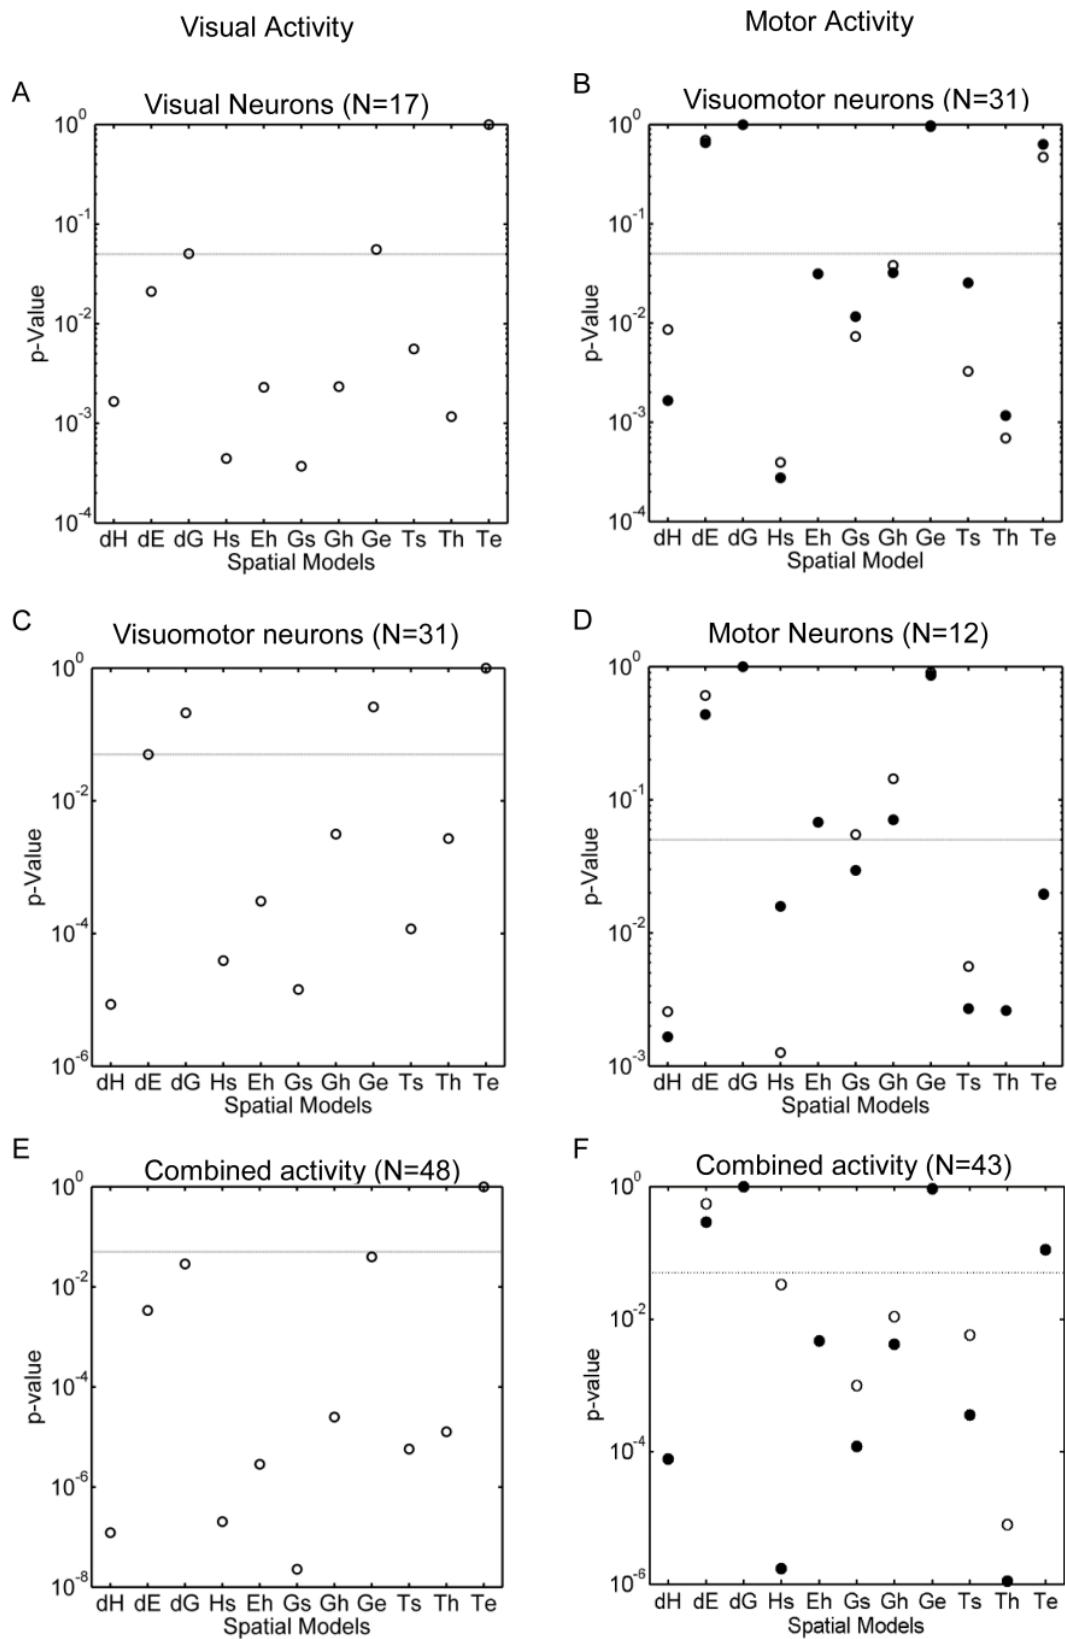 Visual Activity
Motor Activity
A
Visual Neurons (N=17)
10^0
10^-1
10^-2
10^-3
10^-4
p-Value
dH dE dG Hs Eh Gs Gh Ge Ts Th Te
Spatial Models
B
Visuomotor neurons (N=31)
10^0
10^-1
10^-2
10^-3
10^-4
p-Value
dH dE dG Hs Eh Gs Gh Ge Ts Th Te
Spatial Model
C
Visuomotor neurons (N=31)
10^0
10^-2
10^-4
10^-6
p-Value
dH dE dG Hs Eh Gs Gh Ge Ts Th Te
Spatial Models
D
Motor Neurons (N=12)
10^0
10^-1
10^-2
10^-3
p-Value
dH dE dG Hs Eh Gs Gh Ge Ts Th Te
Spatial Models
E
Combined activity (N=48)
10^0
10^-2
10^-4
10^-6
10^-8
p-value
dH dE dG Hs Eh Gs Gh Ge Ts Th Te
Spatial Models
F
Combined activity (N=43)
10^0
10^-2
10^-4
10^-6
p-value
dH dE dG Hs Eh Gs Gh Ge Ts Th Te
Spatial Models